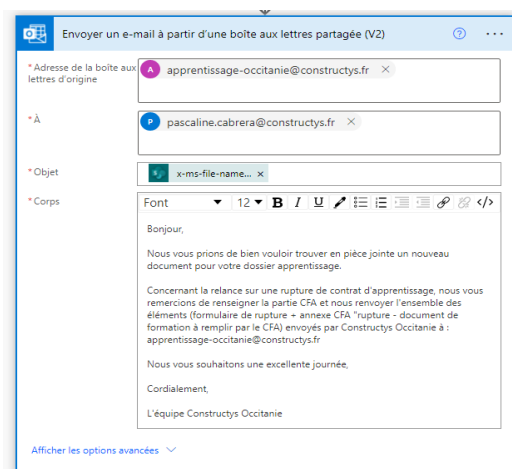 Envoyer un e-mail à partir d'une boîte aux lettres partagée (V2)
* Adresse de la boîte aux
lettres d'origine
A apprentissage-occitanie@constructys.fr ×
* À
P pascaline.cabrera@constructys.fr ×
* Objet
x-ms-file-name... ×
* Corps
Font 12 B I U </>
Bonjour,
Nous vous prions de bien vouloir trouver en pièce jointe un nouveau
document pour votre dossier apprentissage.
Concernant la relance sur une rupture de contrat d'apprentissage, nous vous
remercions de renseigner la partie CFA et nous renvoyer l'ensemble des
éléments (formulaire de rupture + annexe CFA "rupture - document de
formation à remplir par le CFA) envoyés par Constructys Occitanie à :
apprentissage-occitanie@constructys.fr
Nous vous souhaitons une excellente journée,
Cordialement,
L'équipe Constructys Occitanie
Afficher les options avancées